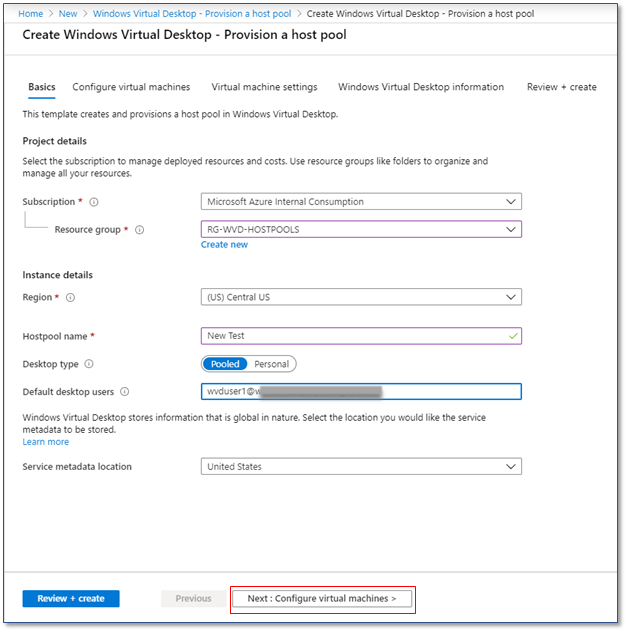 Home > New > Windows Virtual Desktop - Provision a host pool > Create Windows Virtual Desktop - Provision a host pool
Create Windows Virtual Desktop - Provision a host pool
Basics Configure virtual machines Virtual machine settings Windows Virtual Desktop information Review + create
This template creates and provisions a host pool in Windows Virtual Desktop.
Project details
Select the subscription to manage deployed resources and costs. Use resource groups like folders to organize and
manage all your resources.
Subscription * Microsoft Azure Internal Consumption
Resource group * RG-WVD-HOSTPOOLS
Create new
Instance details
Region * (US) Central US
Hostpool name * New Test
Desktop type Pooled Personal
Default desktop users wvduser1@w
Windows Virtual Desktop stores information that is global in nature. Select the location you would like the service
metadata to be stored.
Learn more
Service metadata location United States
Review + create Previous Next : Configure virtual machines >